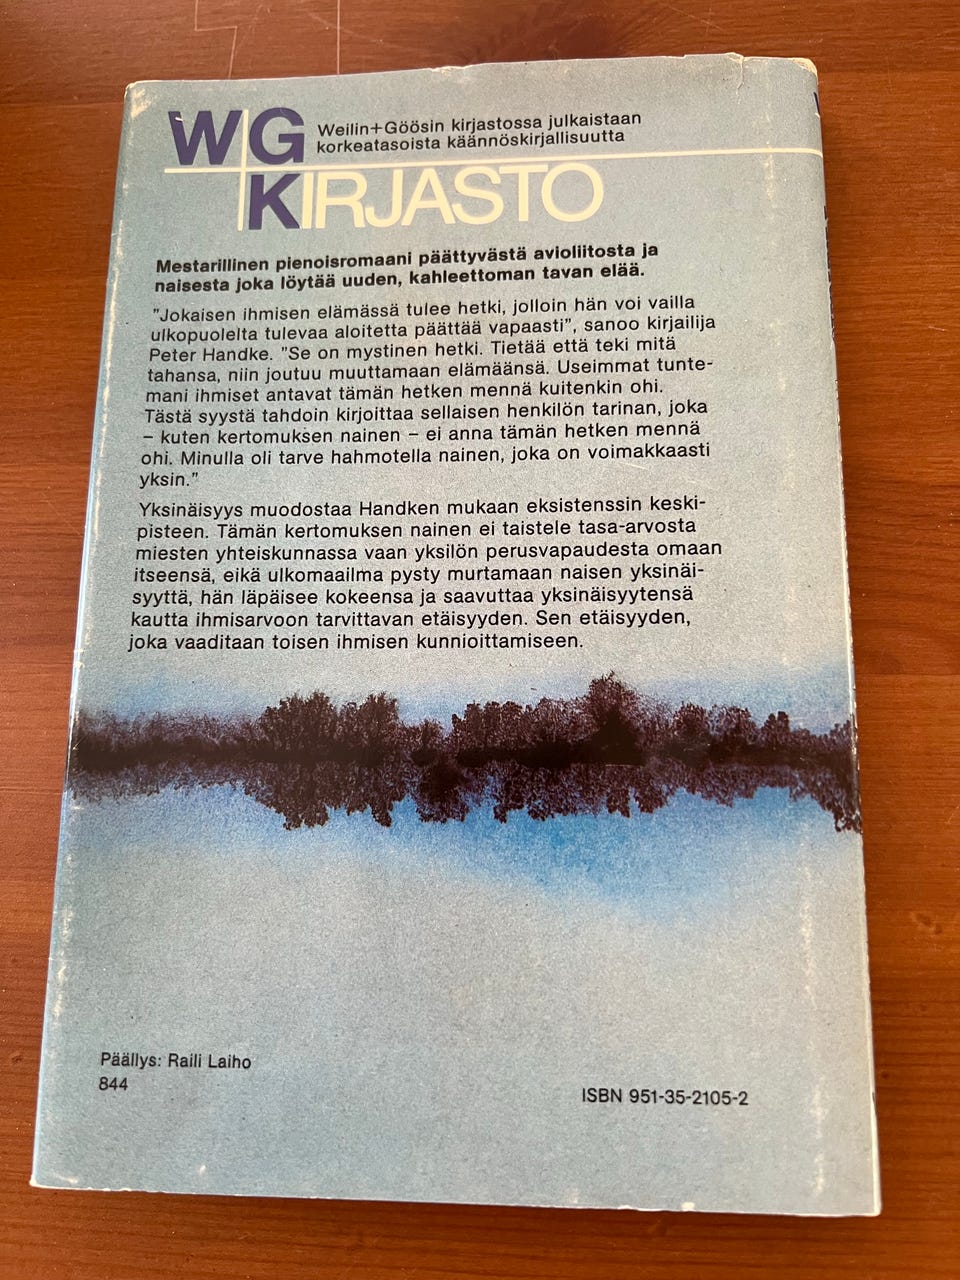 WG
Weilin+Göösin kirjastossa julkaistaan
korkeatasoista käännöskirjallisuutta
KIRJASTO
Mestarillinen pienoisromaani päättyvästä avioliitosta ja
naisesta joka löytää uuden, kahleettoman tavan elää.
"Jokaisen ihmisen elämässä tulee hetki, jolloin hän voi vailla
ulkopuolelta tulevaa aloitetta päättää vapaasti", sanoo kirjailija
Peter Handke. "Se on mystinen hetki. Tietää että teki mitä
tahansa, niin joutuu muuttamaan elämäänsä. Useimmat tunte-
mani ihmiset antavat tämän hetken mennä kuitenkin ohi.
Tästä syystä tahdoin kirjoittaa sellaisen henkilön tarinan, joka
– kuten kertomuksen nainen – ei anna tämän hetken mennä
ohi. Minulla oli tarve hahmotella nainen, joka on voimakkaasti
yksin."
Yksinäisyys muodostaa Handken mukaan eksistenssin keski-
pisteen. Tämän kertomuksen nainen ei taistele tasa-arvosta
miesten yhteiskunnassa vaan yksilön perusvapaudesta omaan
itseensä, eikä ulkomaailma pysty murtamaan naisen yksinäi-
syyttä, hän läpäisee kokeensa ja saavuttaa yksinäisyytensä
kautta ihmisarvoon tarvittavan etäisyyden. Sen etäisyyden,
joka vaaditaan toisen ihmisen kunnioittamiseen.
Päällys: Raili Laiho
844
ISBN 951-35-2105-2